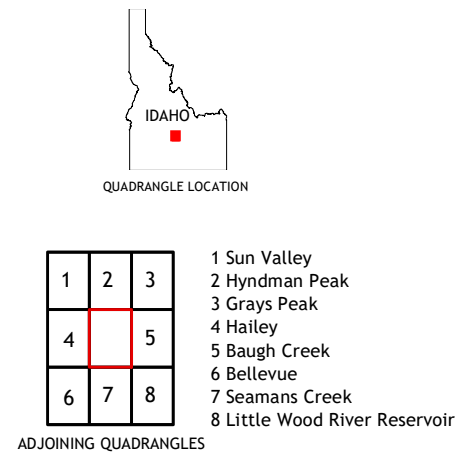 IDAHO
QUADRANGLE LOCATION
1 2 3
4 5
6 7 8
1 Sun Valley
2 Hyndman Peak
3 Grays Peak
4 Hailey
5 Baugh Creek
6 Bellevue
7 Seamans Creek
8 Little Wood River Reservoir
ADJOINING QUADRANGLES